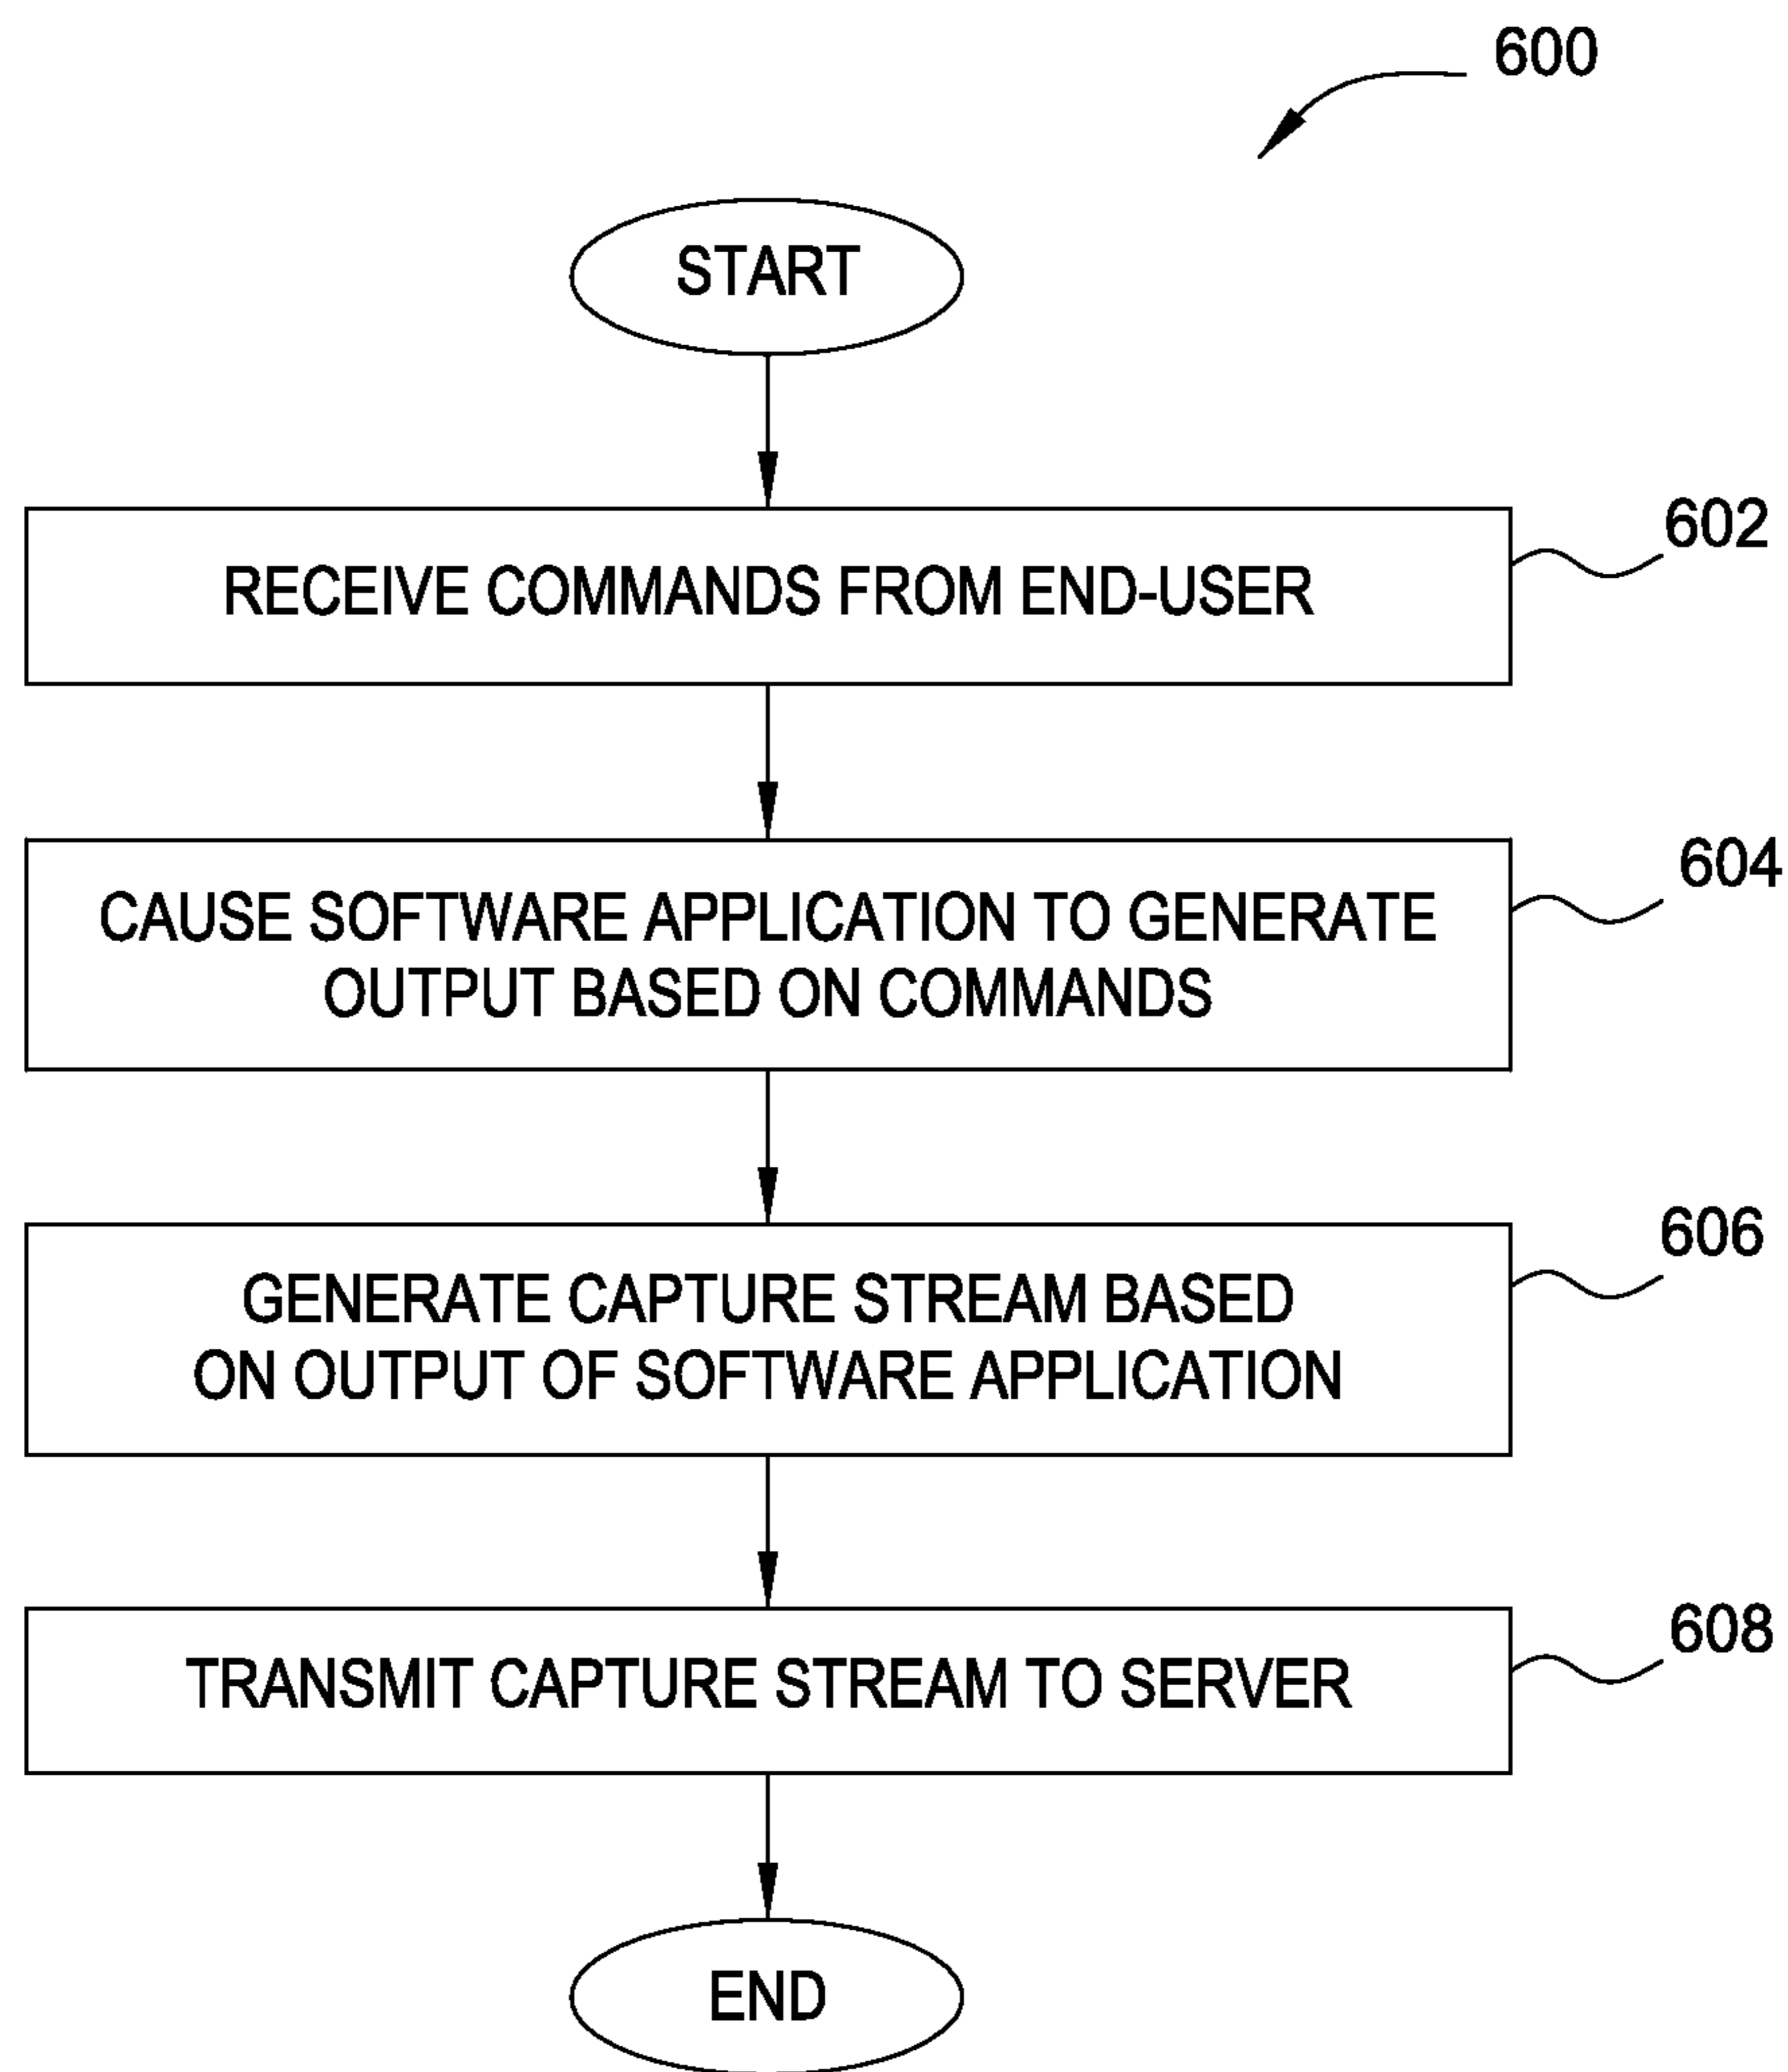 600
START
RECEIVE COMMANDS FROM END-USER
602
CAUSE SOFTWARE APPLICATION TO GENERATE
OUTPUT BASED ON COMMANDS
604
GENERATE CAPTURE STREAM BASED
ON OUTPUT OF SOFTWARE APPLICATION
606
TRANSMIT CAPTURE STREAM TO SERVER
608
END